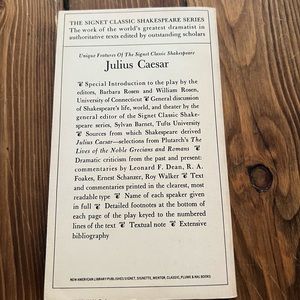 THE SIGNET CLASSIC SHAKESPEARE SERIES
The work of the world's greatest dramatist in
authoritative texts edited by outstanding scholars
Unique Features Of The Signet Classic Shakespeare
Julius Caesar
❦ Special Introduction to the play by the
editors, Barbara Rosen and William Rosen,
University of Connecticut ❦ General discussion
of Shakespeare's life, world, and theater by the
general editor of the Signet Classic Shake-
speare series, Sylvan Barnet, Tufts University
❦ Sources from which Shakespeare derived
Julius Caesar—selections from Plutarch's The
Lives of the Noble Grecians and Romans ❦
Dramatic criticism from the past and present:
commentaries by Leonard F. Dean, R. A.
Foakes, Ernest Schanzer, Roy Walker ❦ Text
and commentaries printed in the clearest, most
readable type ❦ Name of each speaker given
in full ❦ Detailed footnotes at the bottom of
each page of the play keyed to the numbered
lines of the text ❦ Textual note ❦ Extensive
bibliography
NEW AMERICAN LIBRARY PUBLISHES SIGNET, SIGNETTE, MENTOR, CLASSIC, PLUME & NAL BOOKS